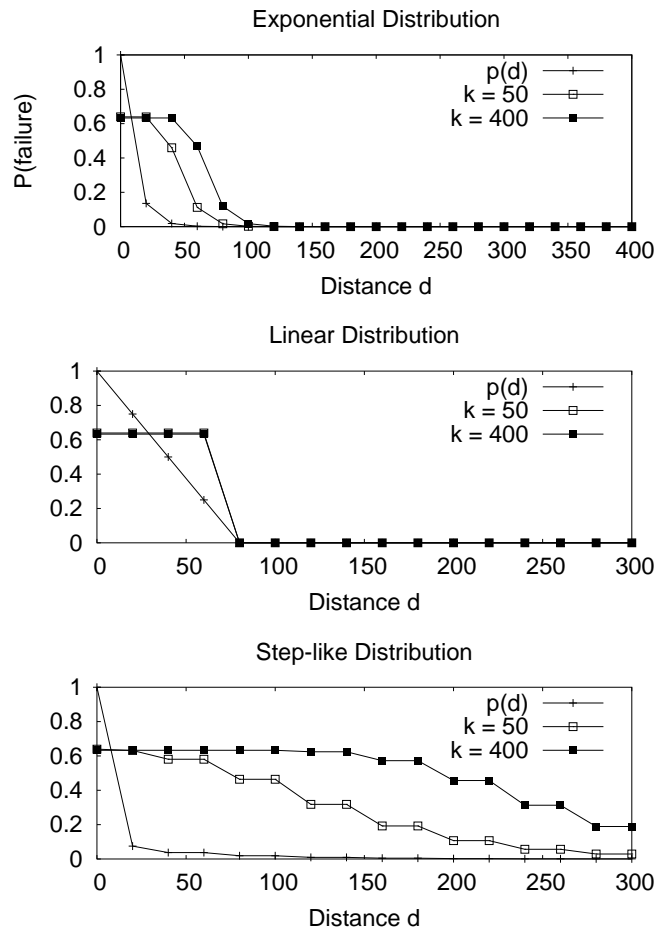 Exponential Distribution
1
0.8
0.6
0.4
0.2
0
P(failure)
p(d)
k = 50
k = 400
0 50 100 150 200 250 300 350 400
Distance d
Linear Distribution
1
0.8
0.6
0.4
0.2
0
p(d)
k = 50
k = 400
0 50 100 150 200 250 300
Distance d
Step-like Distribution
1
0.8
0.6
0.4
0.2
0
p(d)
k = 50
k = 400
0 50 100 150 200 250 300
Distance d